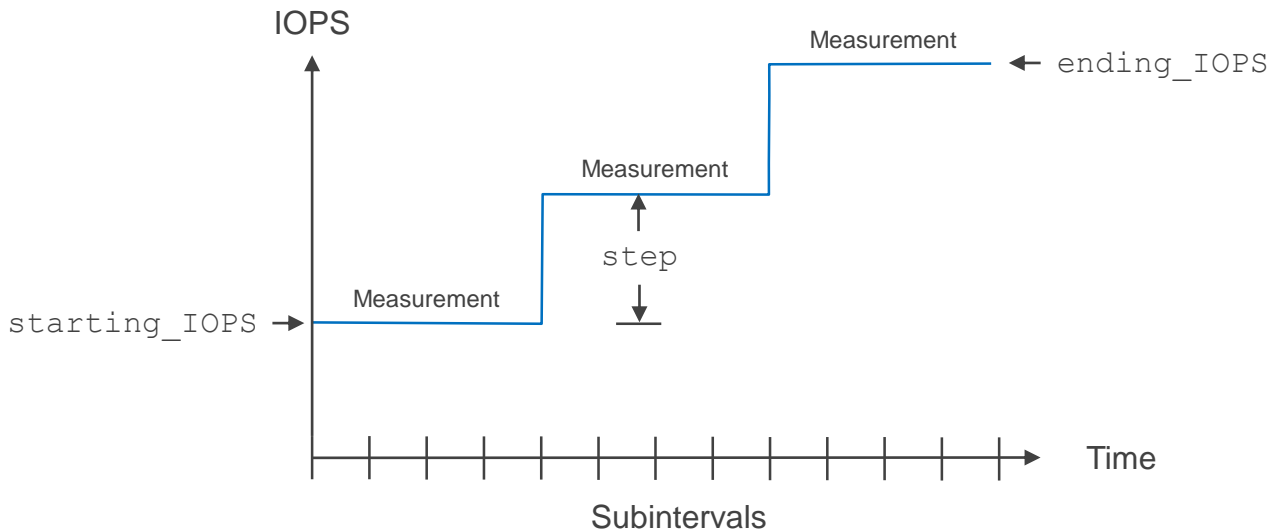 IOPS
Measurement
ending_IOPS
Measurement
step
Measurement
starting_IOPS
Time
Subintervals